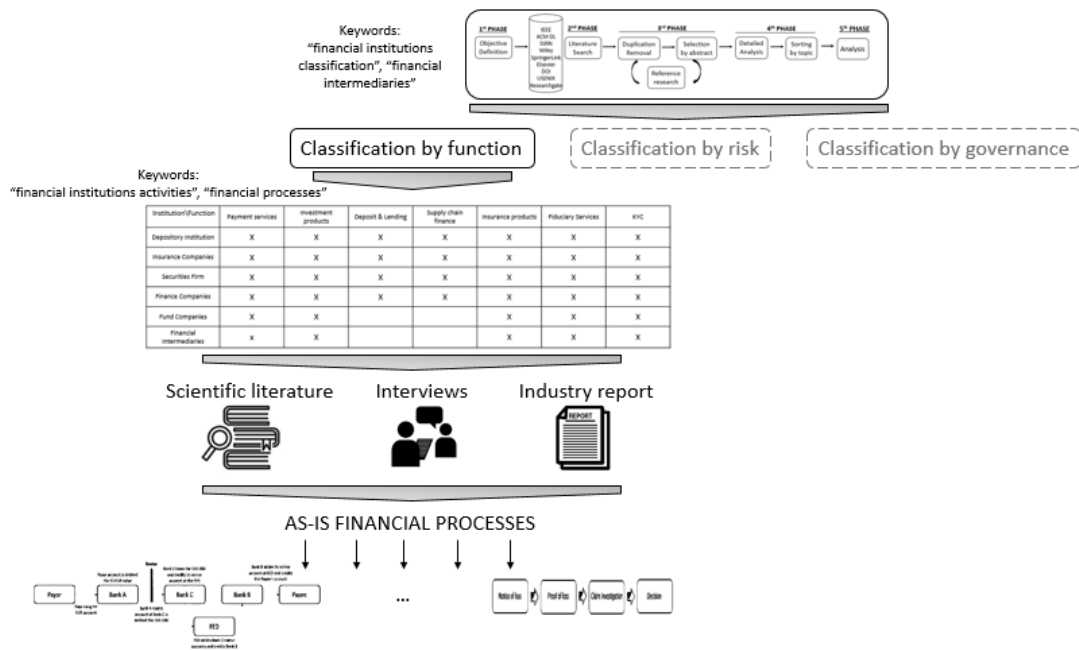 Keywords:
“financial institutions
classification”, “financial
intermediaries”
1st PHASE
Objective
Definition
IEEE
ACM DL
SSRN
Wiley
SpringerLink
Elsevier
DOI
USENIX
Researchgate
2nd PHASE
Literature
Search
3rd PHASE
Duplication
Removal
Selection
by abstract
Reference
research
4th PHASE
Detailed
Analysis
Sorting
by topic
5th PHASE
Analysis
Classification by function
Classification by risk
Classification by governance
Keywords:
“financial institutions activities”, “financial processes”
Institution\Function Payment services Investment products Deposit & Lending Supply chain finance Insurance products Fiduciary Services KYC
Depository Institution X X X X X X X
Insurance Companies X X X X X X X
Securities Firm X X X X X X X
Finance Companies X X X X X X X
Fund Companies X X X X X
Financial Intermediaries x X X X X
Scientific literature
Interviews
Industry report
REPORT
AS-IS FINANCIAL PROCESSES
Payor
Bank A
Bank C
Bank B
Payee
FED
...
Notice of loss
Proof of loss
Claim investigation
Decision